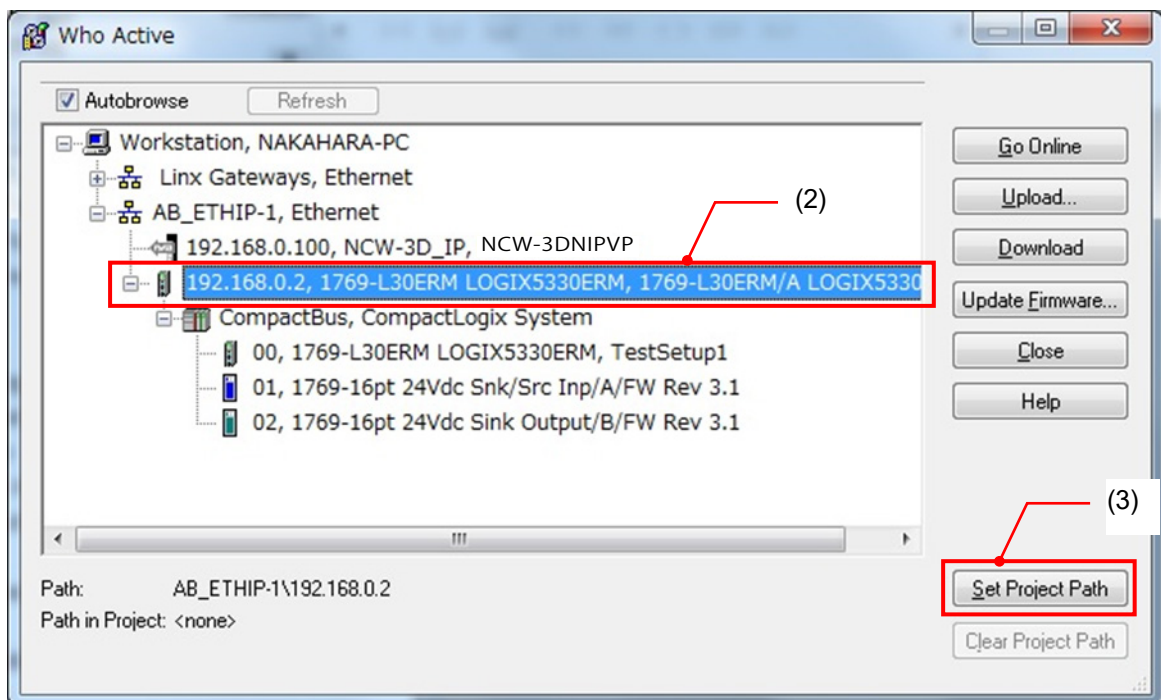 Who Active
Autobrowse
Refresh
Workstation, NAKAHARA-PC
Linx Gateways, Ethernet
AB_ETHIP-1, Ethernet
192.168.0.100, NCW-3D_IP, NCW-3DNIPVP
192.168.0.2, 1769-L30ERM LOGIX5330ERM, 1769-L30ERM/A LOGIX5330
CompactBus, CompactLogix System
00, 1769-L30ERM LOGIX5330ERM, TestSetup1
01, 1769-16pt 24Vdc Snk/Src Inp/A/FW Rev 3.1
02, 1769-16pt 24Vdc Sink Output/B/FW Rev 3.1
(2)
Go Online
Upload...
Download
Update Firmware...
Close
Help
(3)
Set Project Path
Clear Project Path
Path: AB_ETHIP-1\192.168.0.2
Path in Project: <none>